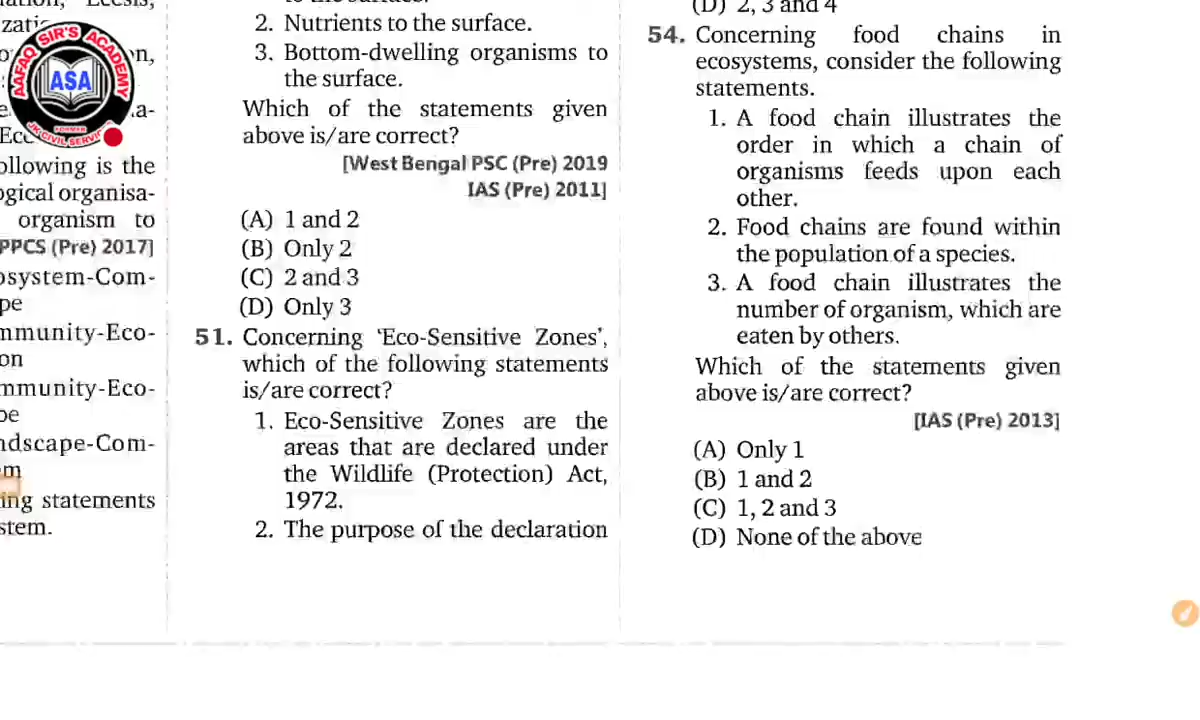 zati
n,
AAFAQ SIR'S ACADEMY
ASA
a-
ollowing is the
ogical organisa-
organism to
PPCS (Pre) 2017]
osystem-Com-
pe
mmunity-Eco-
on
mmunity-Eco-
pe
ndscape-Com-
m
ing statements
stem.
2. Nutrients to the surface.
3. Bottom-dwelling organisms to
the surface.
Which of the statements given
above is/are correct?
[West Bengal PSC (Pre) 2019
IAS (Pre) 2011]
(A) 1 and 2
(B) Only 2
(C) 2 and 3
(D) Only 3
51. Concerning ‘Eco-Sensitive Zones’,
which of the following statements
is/are correct?
1. Eco-Sensitive Zones are the
areas that are declared under
the Wildlife (Protection) Act,
1972.
2. The purpose of the declaration
(D) 2, 3 and 4
54. Concerning food chains in
ecosystems, consider the following
statements.
1. A food chain illustrates the
order in which a chain of
organisms feeds upon each
other.
2. Food chains are found within
the population of a species.
3. A food chain illustrates the
number of organism, which are
eaten by others.
Which of the statements given
above is/are correct?
[IAS (Pre) 2013]
(A) Only 1
(B) 1 and 2
(C) 1, 2 and 3
(D) None of the above